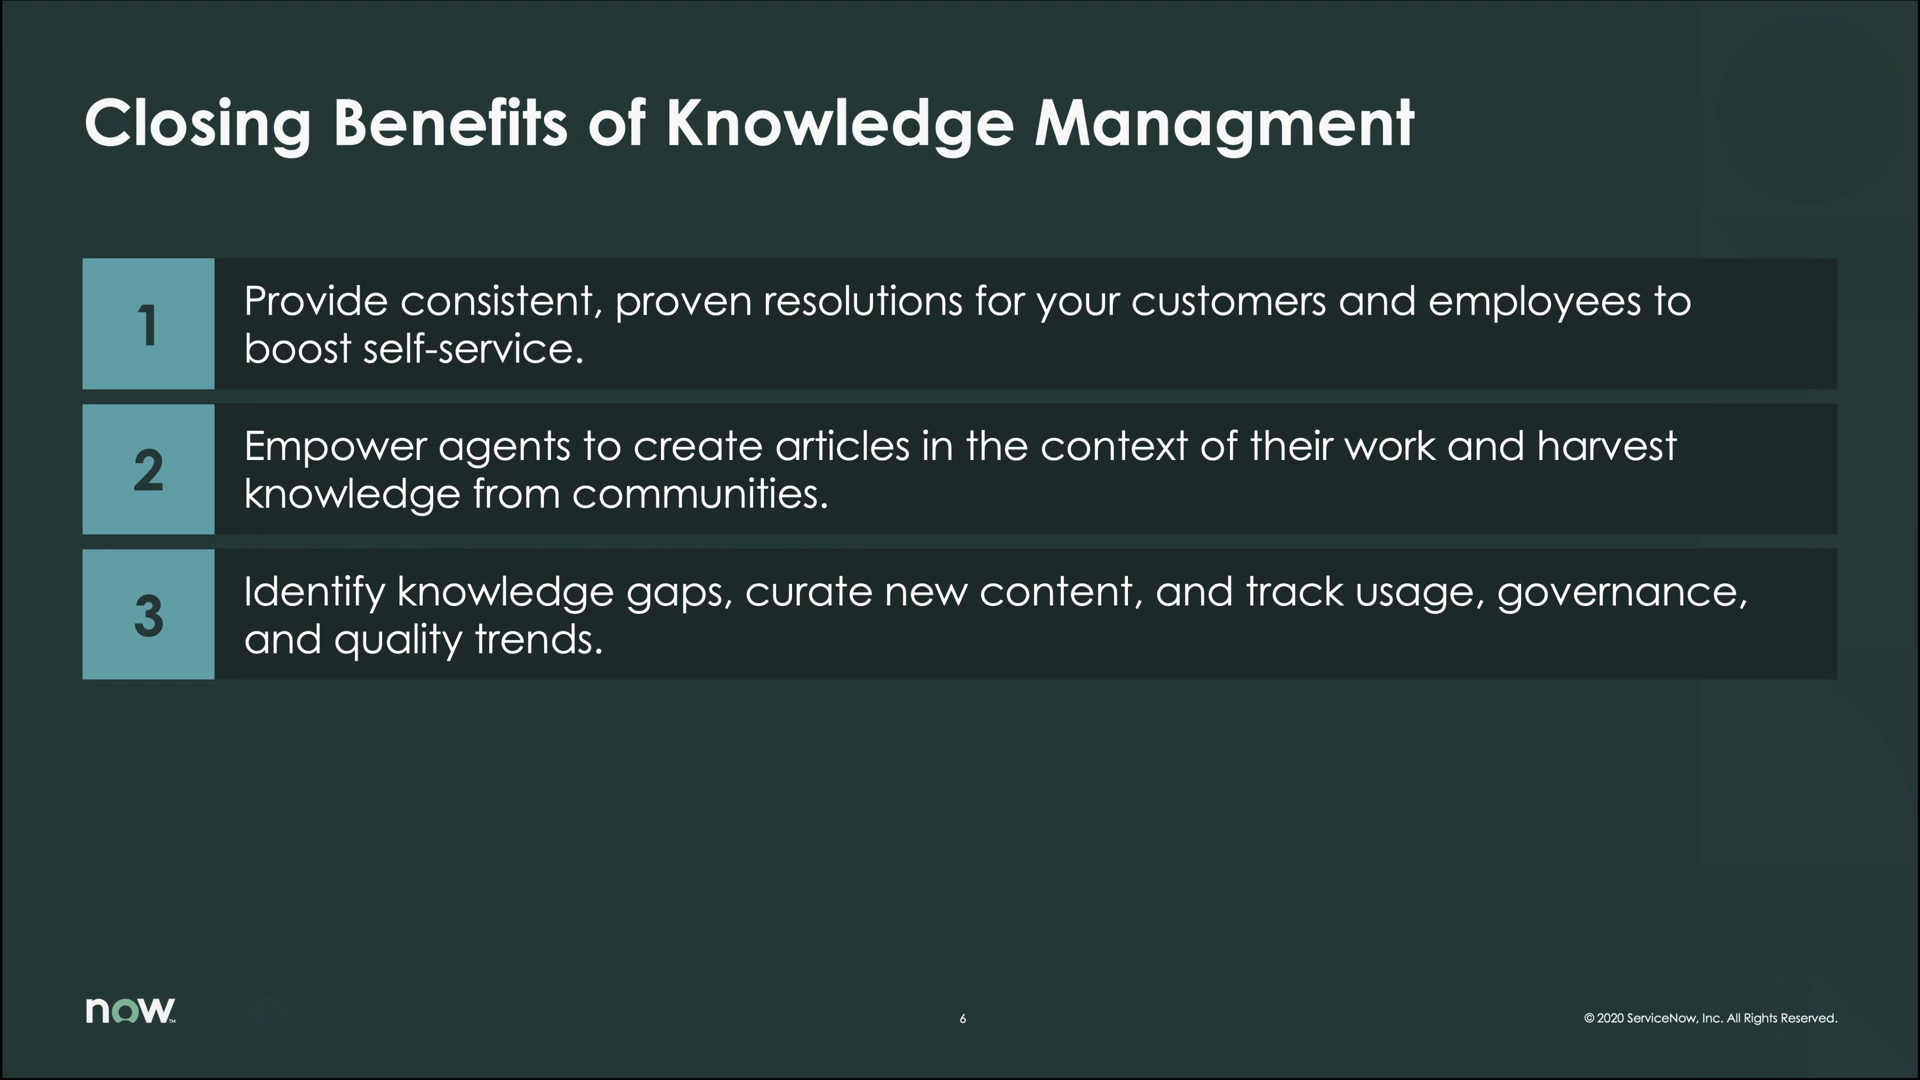 Closing Benefits of Knowledge Managment
1
Provide consistent, proven resolutions for your customers and employees to
boost self-service.
2
Empower agents to create articles in the context of their work and harvest
knowledge from communities.
3
Identify knowledge gaps, curate new content, and track usage, governance,
and quality trends.
now™
6
© 2020 ServiceNow, Inc. All Rights Reserved.